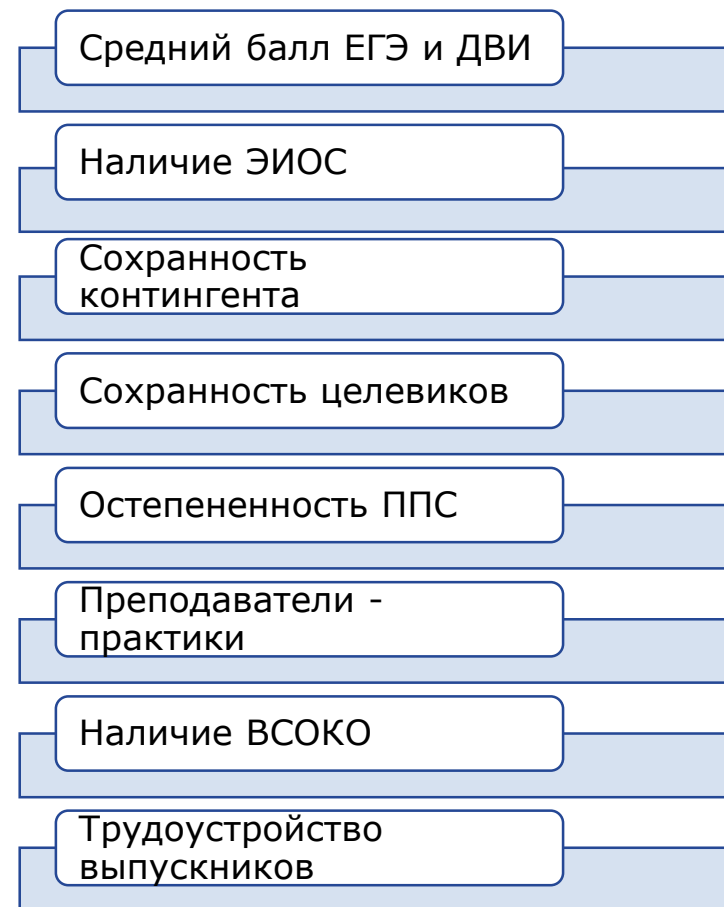 Средний балл ЕГЭ и ДВИ
Наличие ЭИОС
Сохранность
контингента
Сохранность целевиков
Остепененность ППС
Преподаватели -
практики
Наличие ВСОКО
Трудоустройство
выпускников